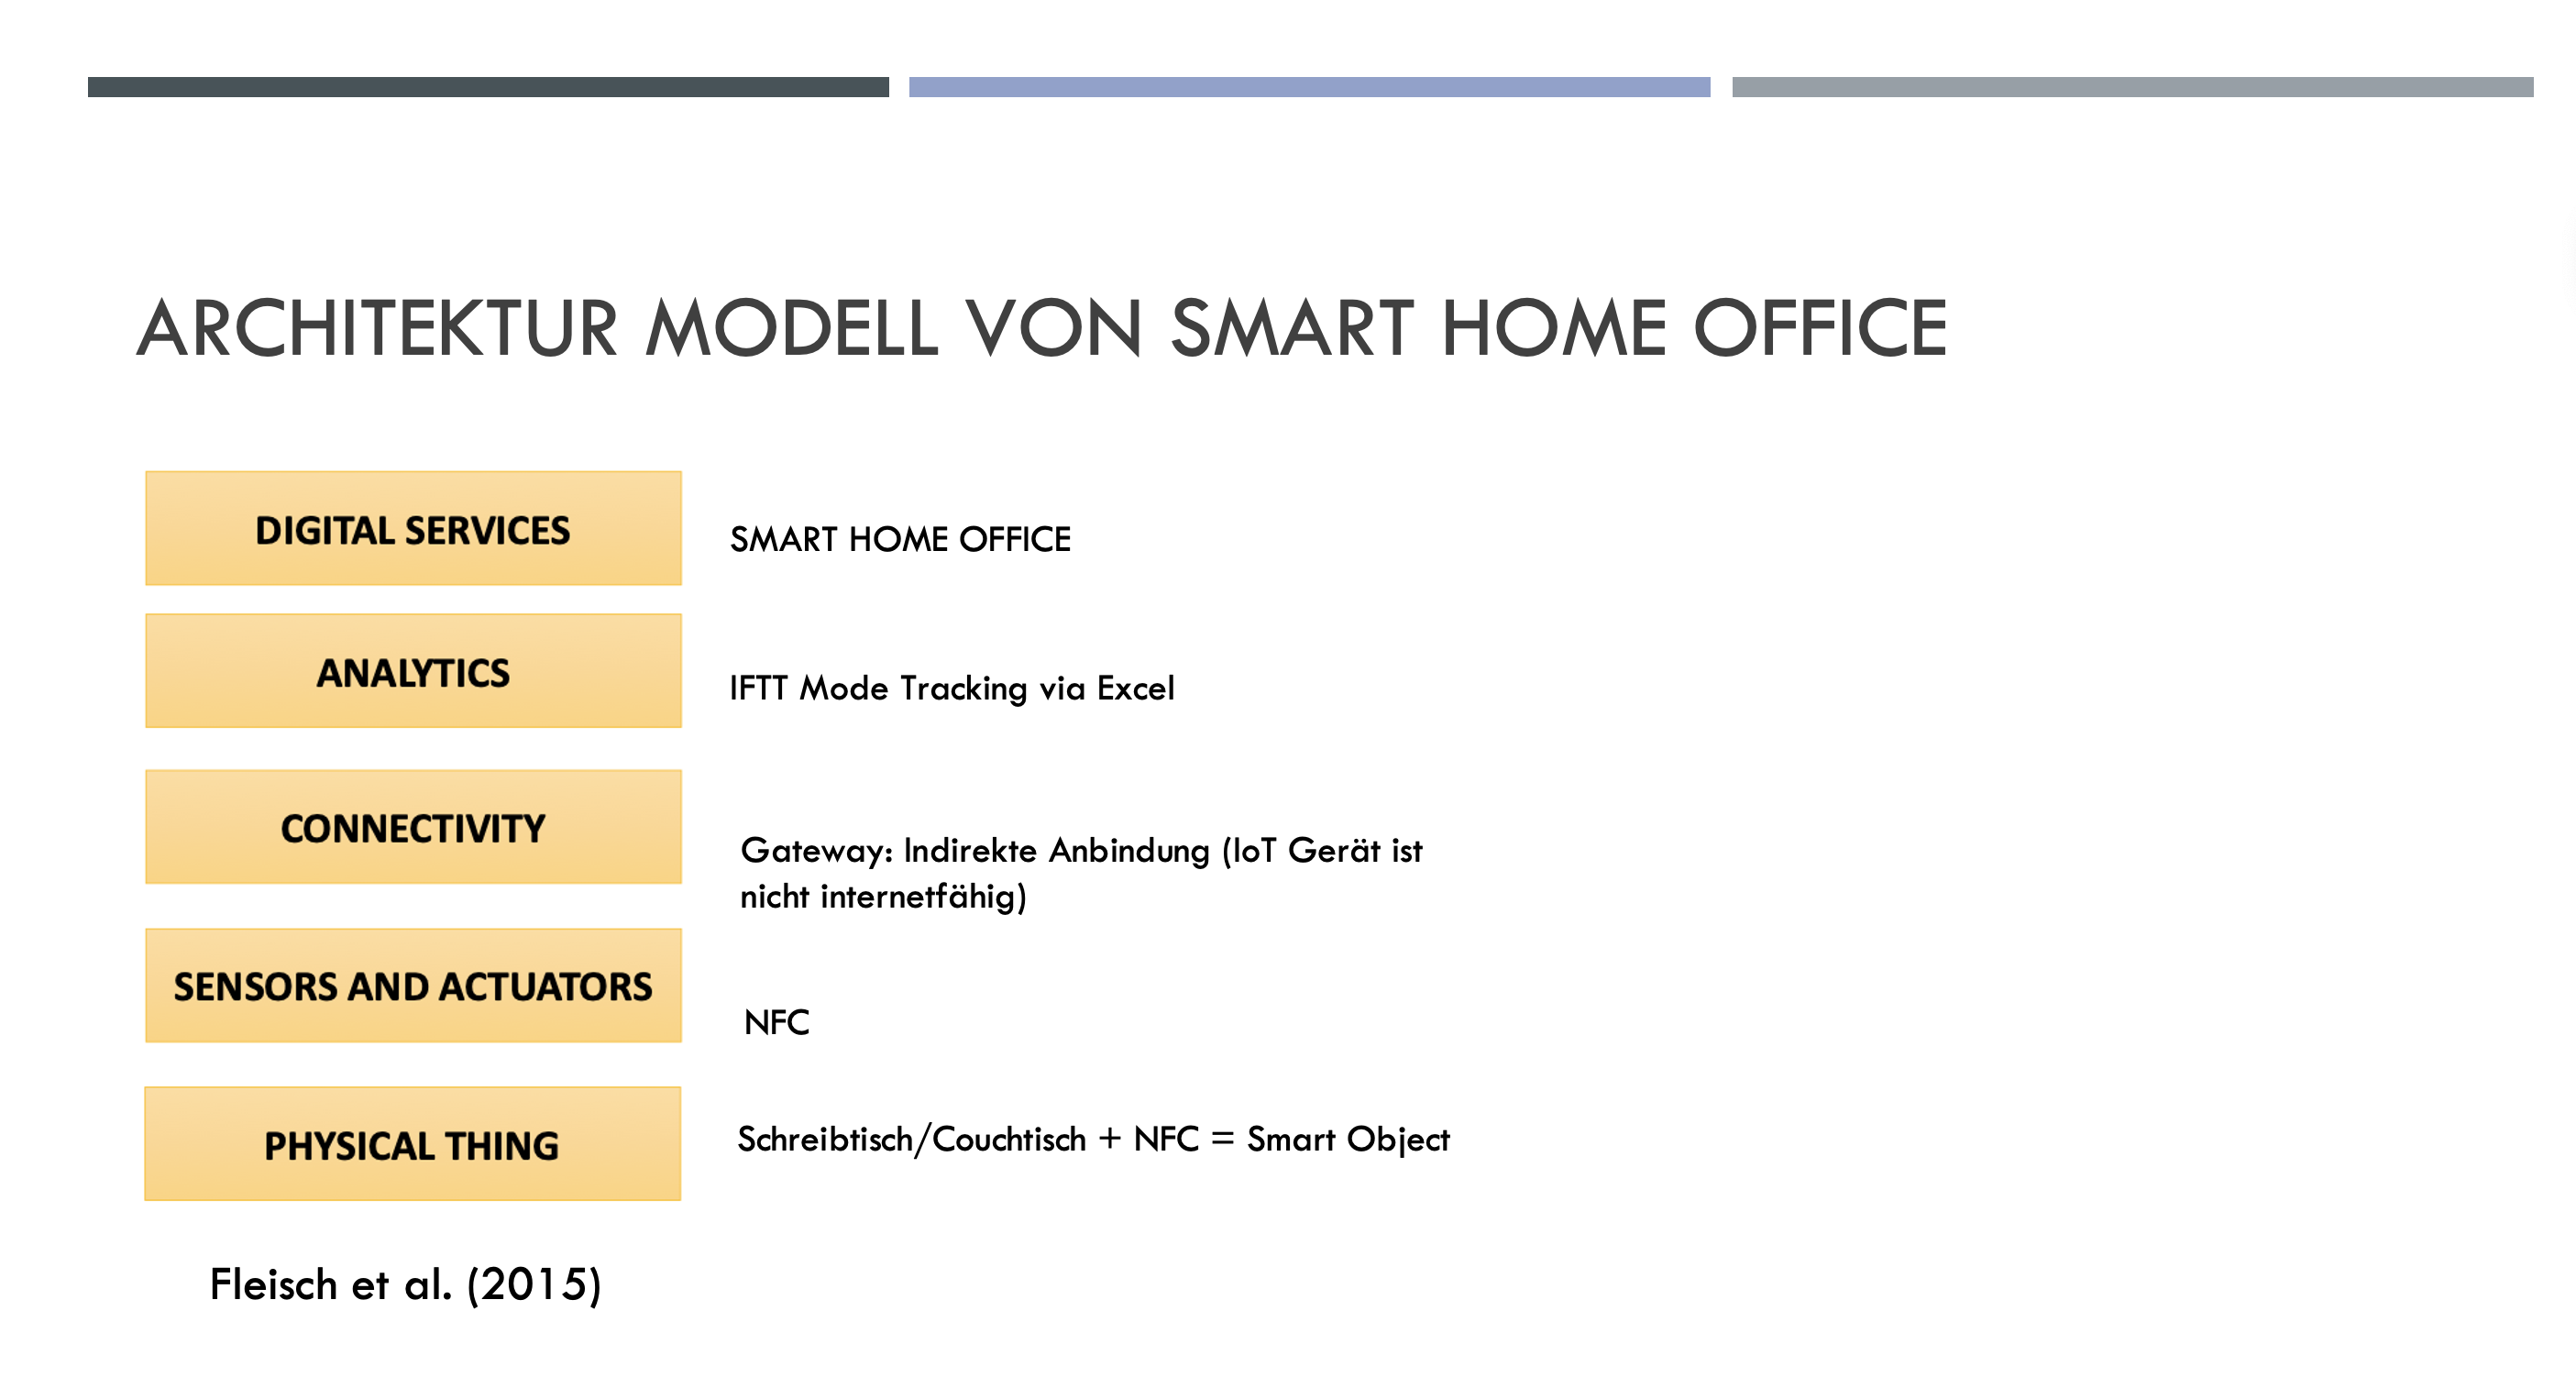 ARCHITEKTUR MODELL VON SMART HOME OFFICE
DIGITAL SERVICES
SMART HOME OFFICE
ANALYTICS
IFTT Mode Tracking via Excel
CONNECTIVITY
Gateway: Indirekte Anbindung (IoT Gerät ist
nicht internetfähig)
SENSORS AND ACTUATORS
NFC
PHYSICAL THING
Schreibtisch/Couchtisch + NFC = Smart Object
Fleisch et al. (2015)